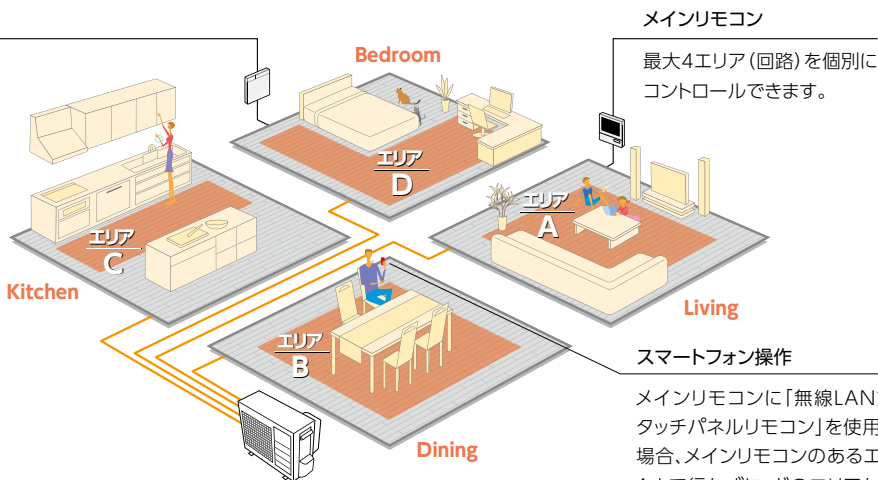 メインリモコン
最大4エリア(回路)を個別に
コントロールできます。
Bedroom
エリア
D
エリア
A
エリア
C
Kitchen
Living
エリア
B
Dining
スマートフォン操作
メインリモコンに「無線LAN
タッチパネルリモコン」を使用
場合、メインリモコンのあるエ